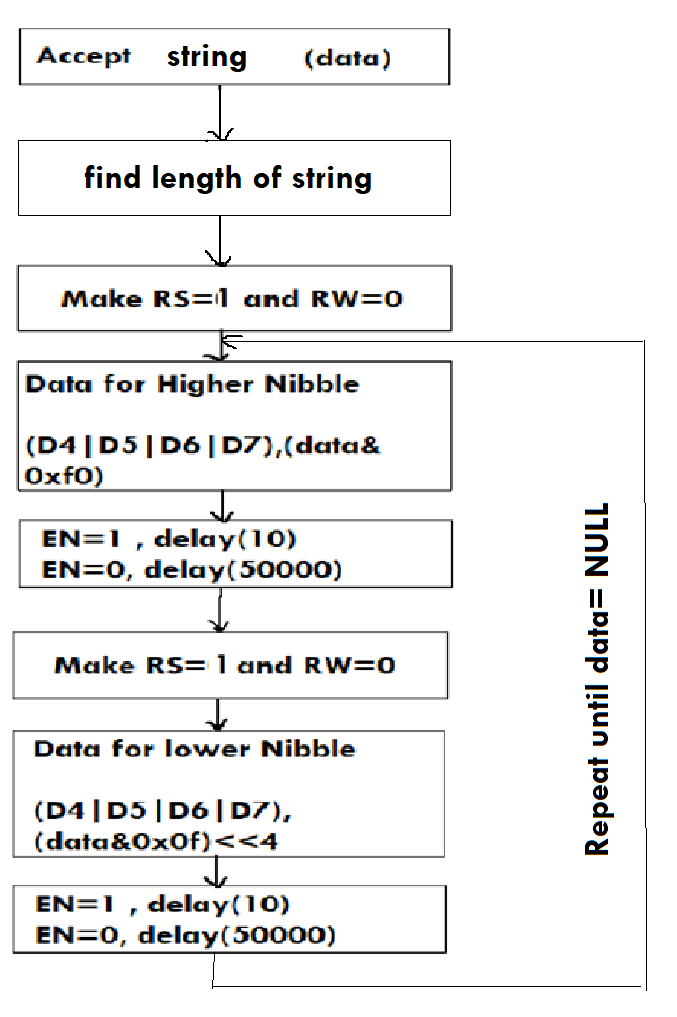 Accept string (data)
find length of string
Make RS=1 and RW=0
Data for Higher Nibble
(D4|D5|D6|D7),(data&
0xf0)
EN=1 , delay(10)
EN=0, delay(50000)
Make RS= 1 and RW=0
Data for lower Nibble
(D4|D5|D6|D7),
(data&0x0f)<<4
EN=1 , delay(10)
EN=0, delay(50000)
Repeat until data= NULL